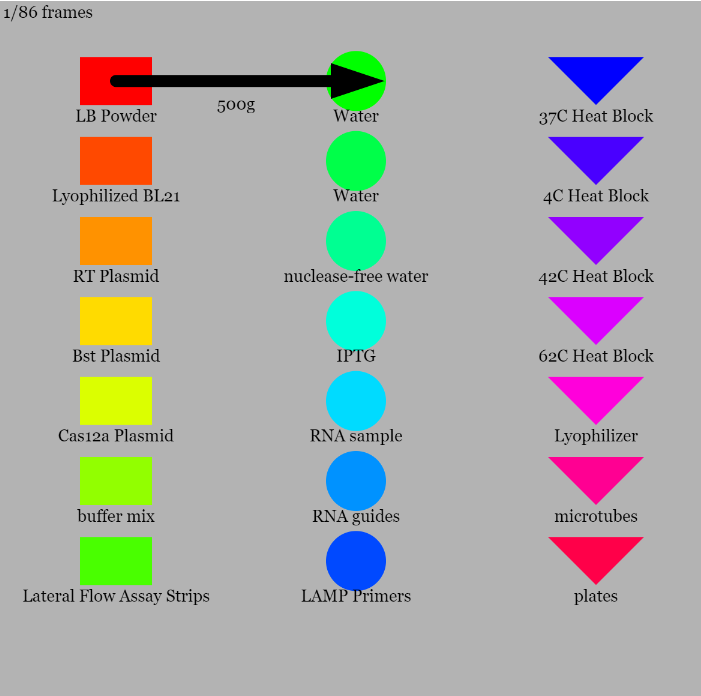 1/86 frames
500g
LB Powder
Water
37C Heat Block
Lyophilized BL21
Water
4C Heat Block
RT Plasmid
nuclease-free water
42C Heat Block
Bst Plasmid
IPTG
62C Heat Block
Cas12a Plasmid
RNA sample
Lyophilizer
buffer mix
RNA guides
microtubes
Lateral Flow Assay Strips
LAMP Primers
plates